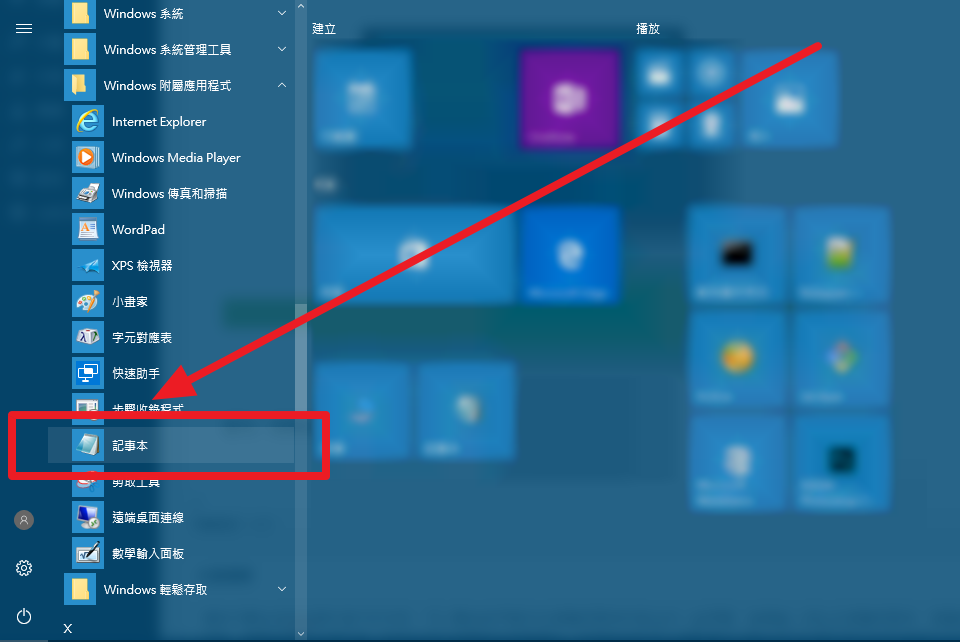 Windows 系統
Windows 系統管理工具
Windows 附屬應用程式
Internet Explorer
Windows Media Player
Windows 傳真和掃描
WordPad
XPS 檢視器
小畫家
字元對應表
快速助手
步驟收錄程式
記事本
剪取工具
遠端桌面連線
數學輸入面板
Windows 輕鬆存取
X
建立
播放